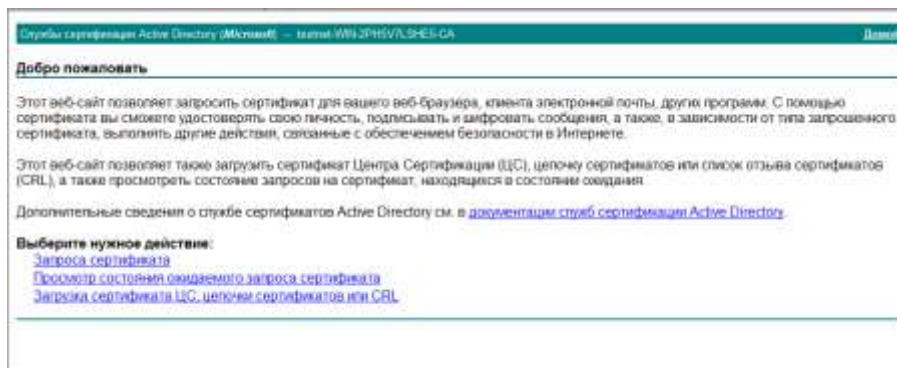 Службы сертификации Active Directory (Microsoft) -- testnet-WIN-2PH5V7LSHES-CA
Добро пожаловать
Этот веб-сайт позволяет запросить сертификат для вашего веб-браузера, клиента электронной почты, других программ. С помощью
сертификата вы сможете удостоверять свою личность, подписывать и шифровать сообщения, а также, в зависимости от типа запрошенного
сертификата, выполнять другие действия, связанные с обеспечением безопасности в Интернете.
Этот веб-сайт позволяет также загрузить сертификат Центра Сертификации (ЦС), цепочку сертификатов или список отзыва сертификатов
(CRL), а также просмотреть состояние запросов на сертификат, находящихся в состоянии ожидания.
Дополнительные сведения о службе сертификатов Active Directory см. в документации служб сертификации Active Directory.
Выберите нужное действие:
Запроса сертификата
Просмотр состояния ожидаемого запроса сертификата
Загрузка сертификата ЦС, цепочки сертификатов или CRL